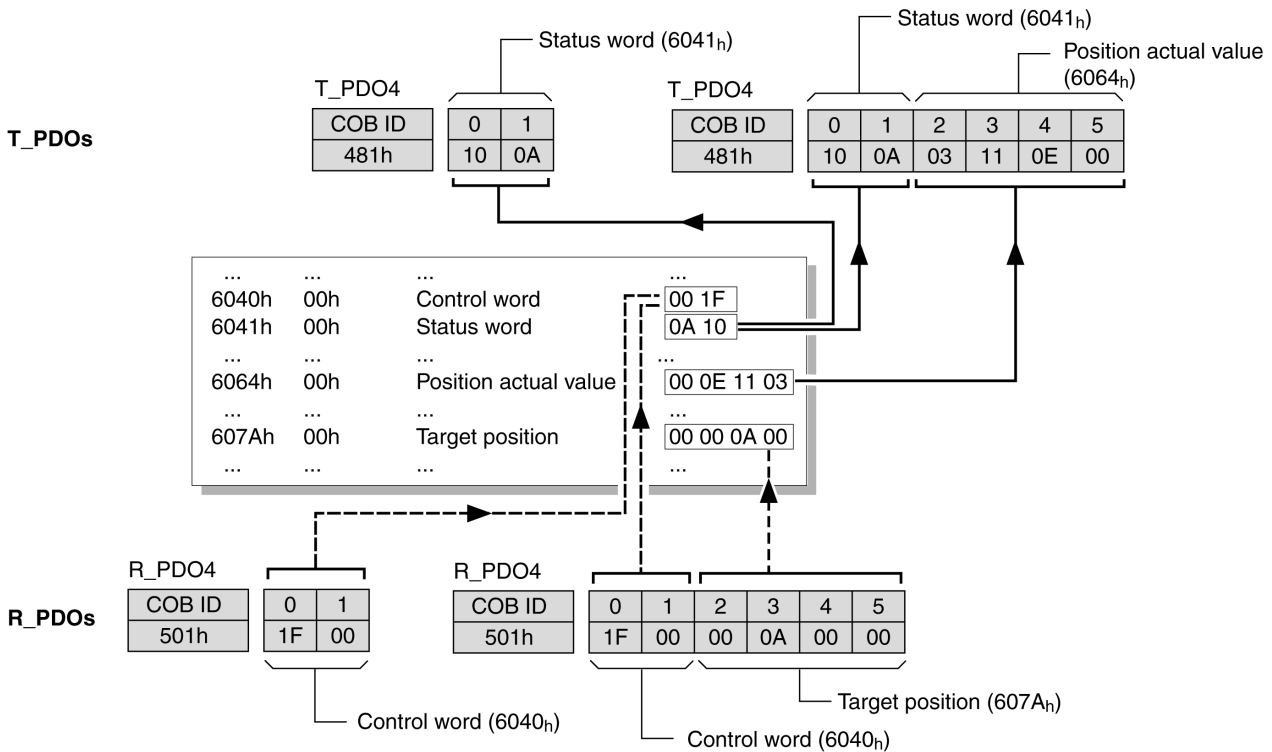 Status word (6041h)
Status word (6041h)
Position actual value
(6064h)
T_PDO4
T_PDO4
T_PDOs
COB ID 0 1
481h 10 0A
COB ID 0 1 2 3 4 5
481h 10 0A 03 11 0E 00
... ... ... ...
6040h 00h Control word 00 1F
6041h 00h Status word 0A 10
... ... ... ...
6064h 00h Position actual value 00 0E 11 03
... ... ... ...
607Ah 00h Target position 00 00 0A 00
... ... ... ...
R_PDO4
R_PDO4
R_PDOs
COB ID 0 1
501h 1F 00
COB ID 0 1 2 3 4 5
501h 1F 00 00 0A 00 00
Target position (607Ah)
Control word (6040h)
Control word (6040h)